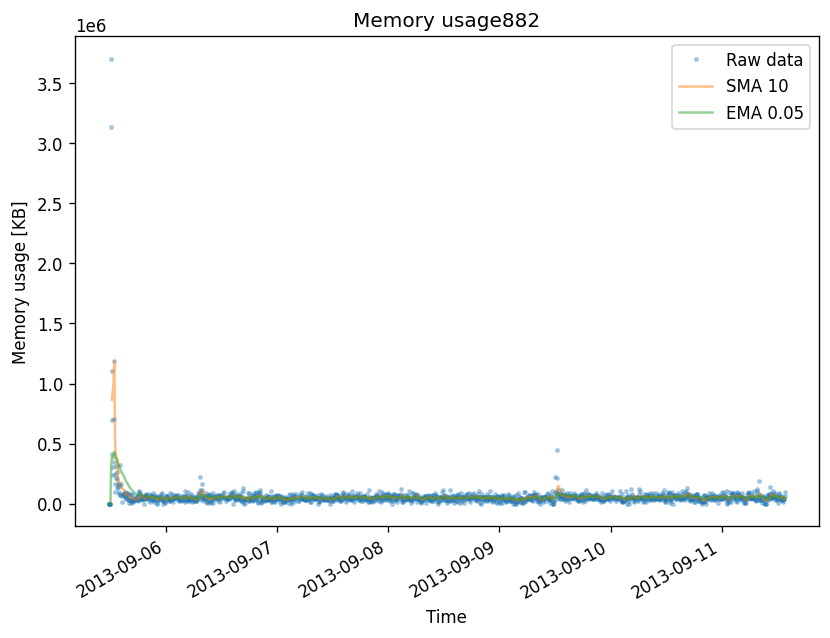 Memory usage882
1e6
Raw data
SMA 10
EMA 0.05
3.5
3.0
2.5
2.0
1.5
1.0
0.5
0.0
Memory usage [KB]
2013-09-06
2013-09-07
2013-09-08
2013-09-09
2013-09-10
2013-09-11
Time